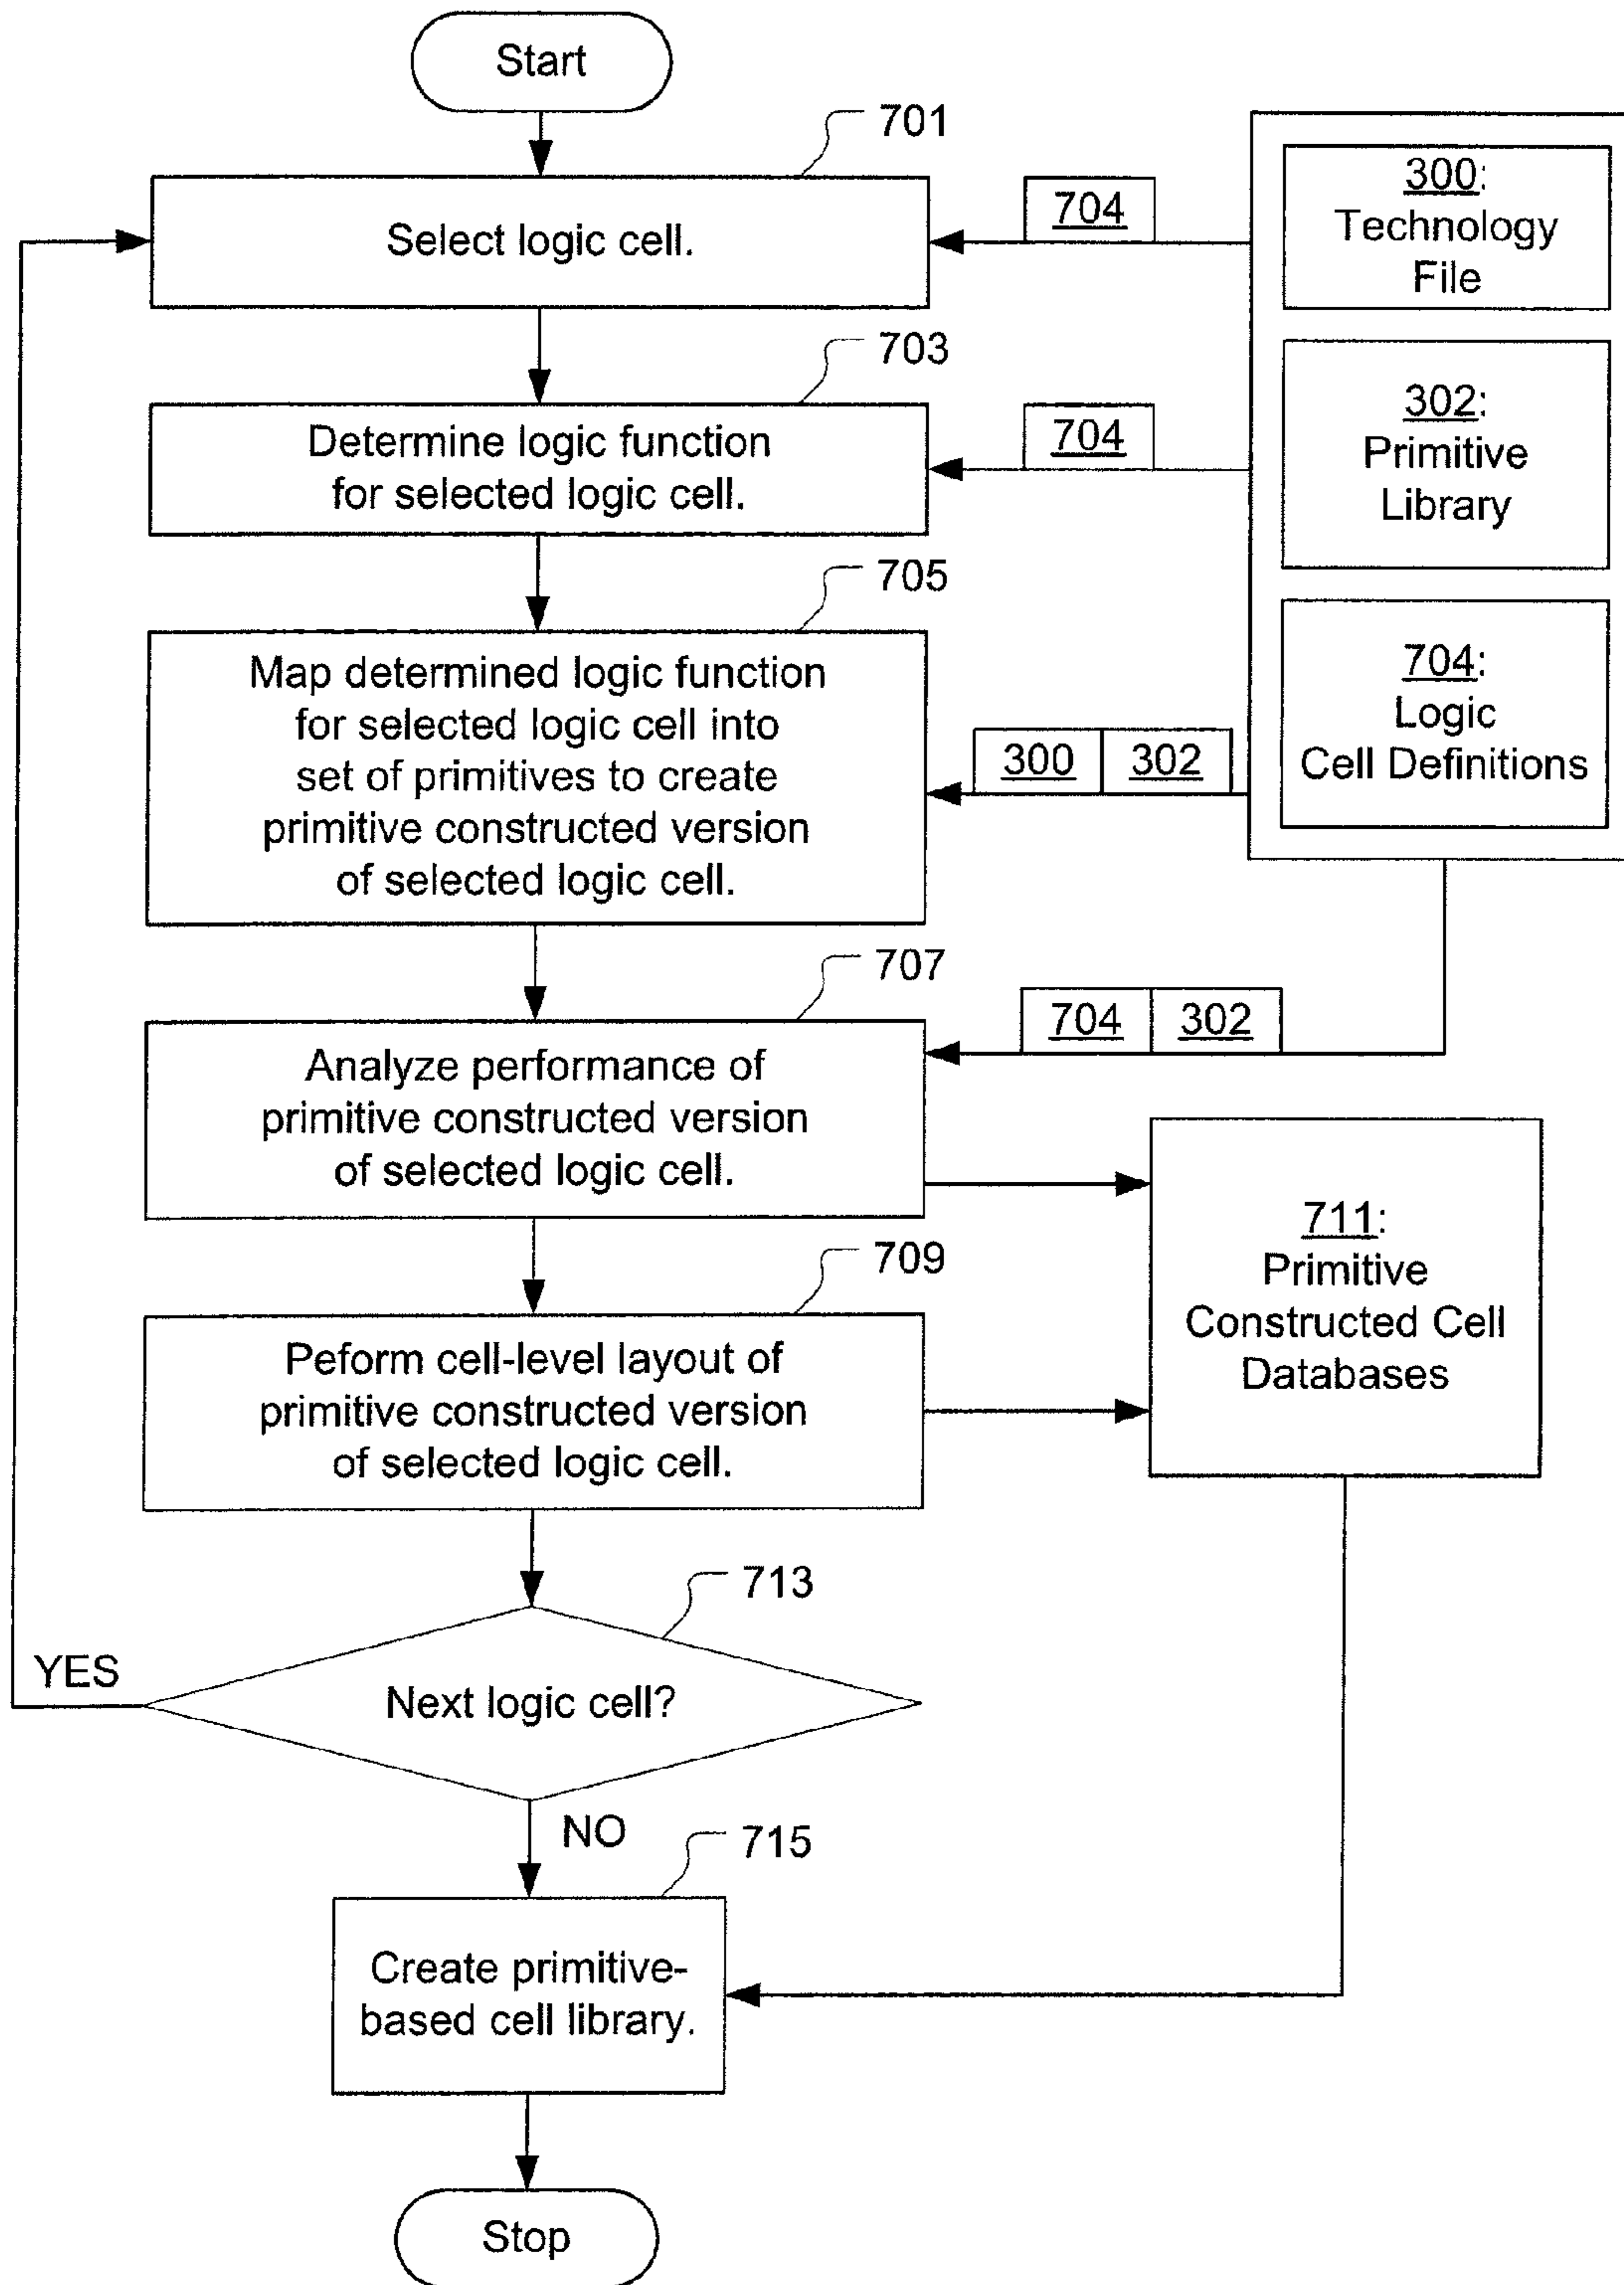 Start
701
Select logic cell.
704
300:
Technology
File
703
Determine logic function
for selected logic cell.
704
302:
Primitive
Library
705
Map determined logic function
for selected logic cell into
set of primitives to create
primitive constructed version
of selected logic cell.
300 302
704:
Logic
Cell Definitions
707
Analyze performance of
primitive constructed version
of selected logic cell.
704 302
709
Peform cell-level layout of
primitive constructed version
of selected logic cell.
711:
Primitive
Constructed Cell
Databases
713
Next logic cell?
YES
NO
715
Create primitive-
based cell library.
Stop